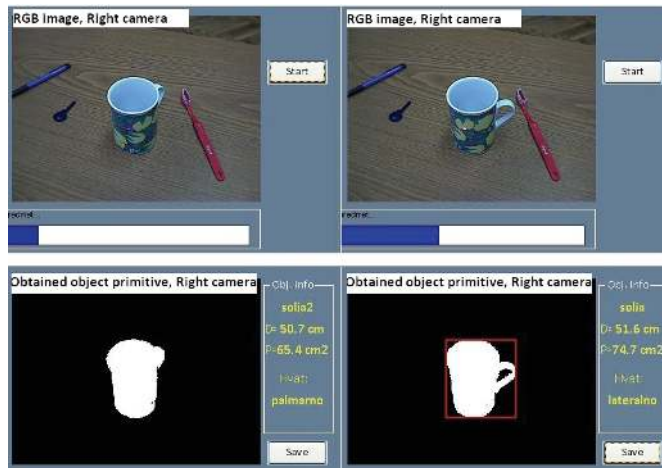 RGB image, Right camera
Start
RGB image, Right camera
Start
Obtained object primitive, Right camera
Obj. Info
solja2
D= 50.7 cm
P=65.4 cm2
Hvat:
palmarno
Save
Obtained object primitive, Right camera
Obj. Info
solja
D= 51.6 cm
P=74.7 cm2
Hvat:
lateralno
Save